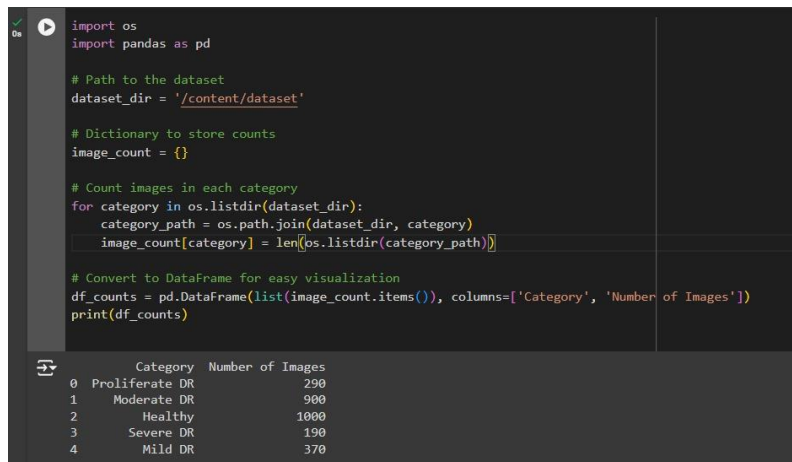 0s
import os
import pandas as pd
# Path to the dataset
dataset_dir = '/content/dataset'
# Dictionary to store counts
image_count = {}
# Count images in each category
for category in os.listdir(dataset_dir):
    category_path = os.path.join(dataset_dir, category)
    image_count[category] = len(os.listdir(category_path))
# Convert to DataFrame for easy visualization
df_counts = pd.DataFrame(list(image_count.items()), columns=['Category', 'Number of Images'])
print(df_counts)
Category Number of Images
0 Proliferate DR 290
1 Moderate DR 900
2 Healthy 1000
3 Severe DR 190
4 Mild DR 370